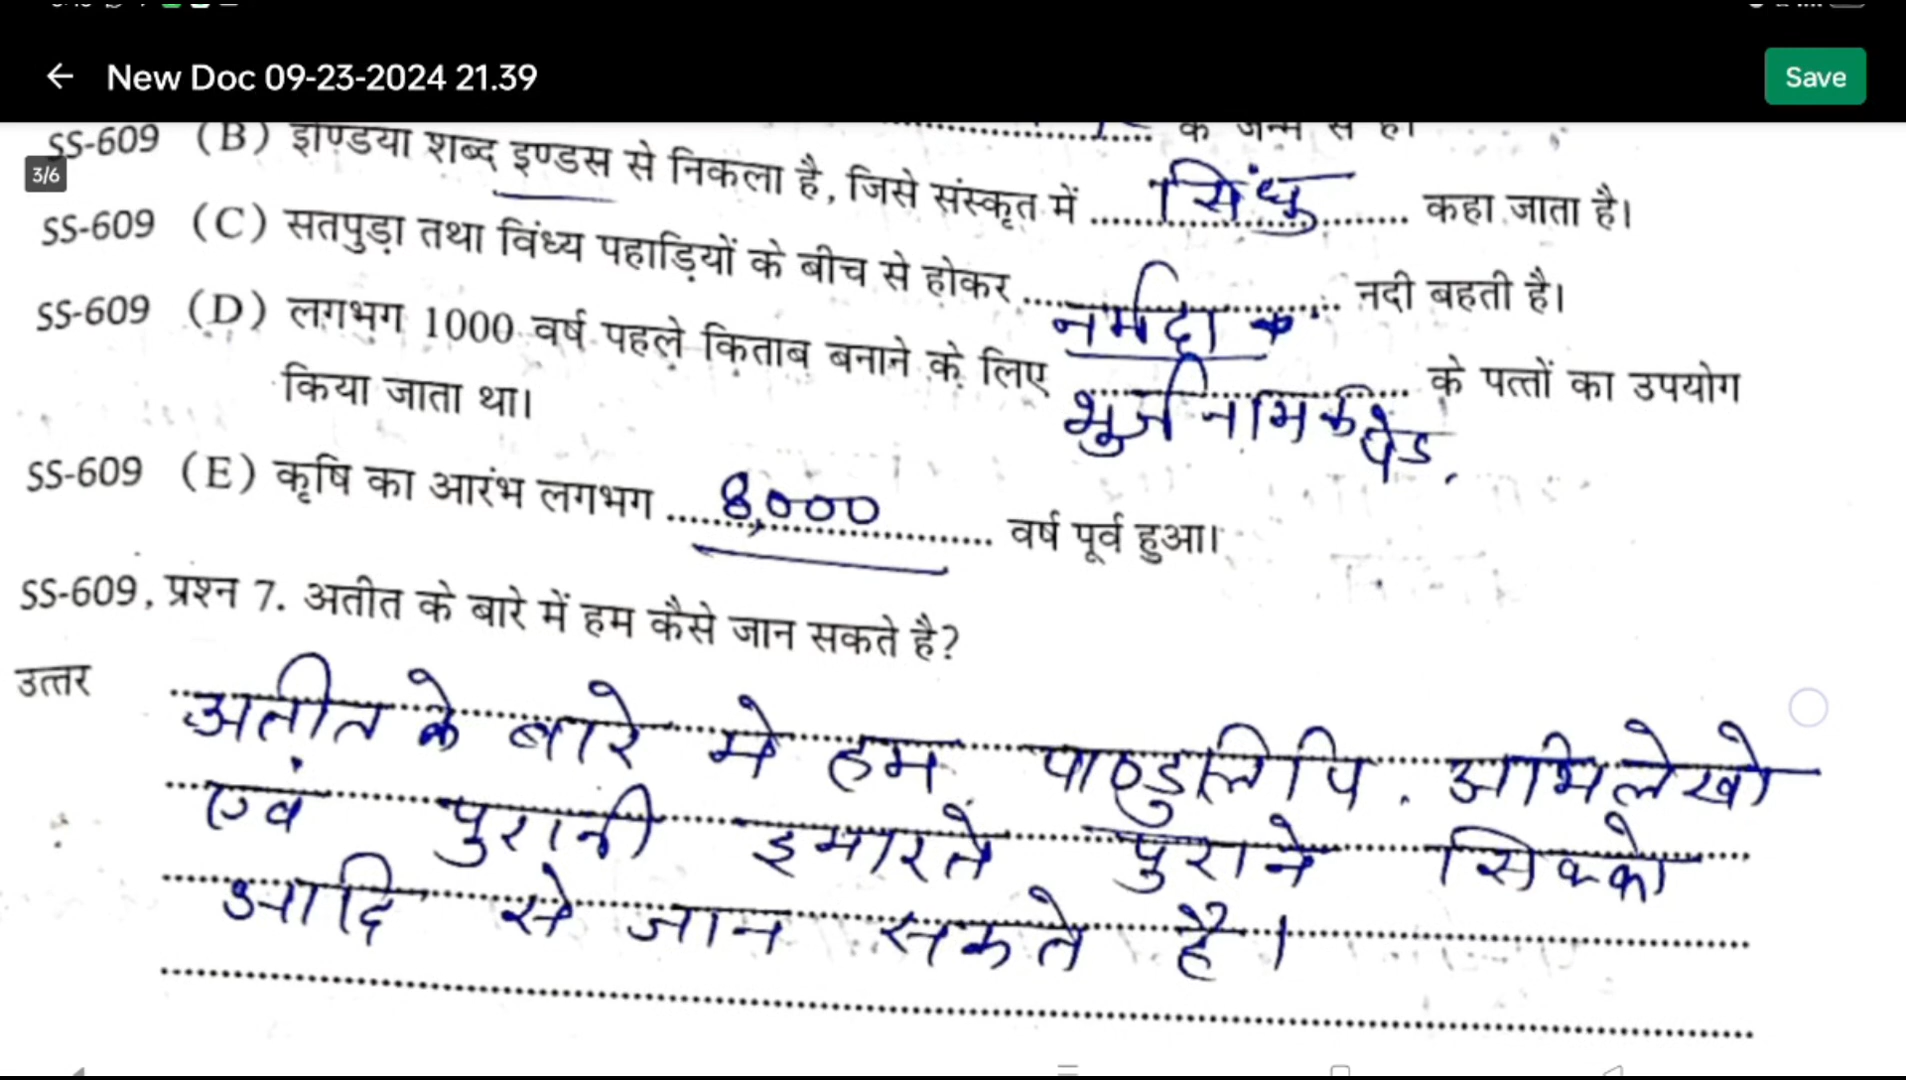 New Doc 09-23-2024 21.39
Save
के जन्म से है।
3/6
SS-609 (B) इण्डिया शब्द इण्डस से निकला है, जिसे संस्कृत में सिंधु कहा जाता है।
SS-609 (C) सतपुड़ा तथा विंध्य पहाड़ियों के बीच से होकर नर्मदा नदी बहती है।
SS-609 (D) लगभग 1000 वर्ष पहले किताब बनाने के लिए भुर्ज नामक पेड के पत्तों का उपयोग
किया जाता था।
SS-609 (E) कृषि का आरंभ लगभग 8,000 वर्ष पूर्व हुआ।
SS-609, प्रश्न 7. अतीत के बारे में हम कैसे जान सकते है?
उत्तर
अतीत के बारे मे हम पाण्डुलिपि, अभिलेखो
एवं पुरानी इमारते पुराने सिक्को
आदि से जान सकते है।